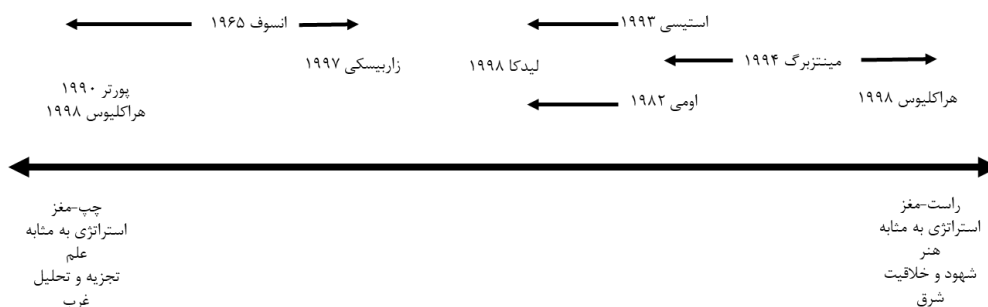 استیسی ۱۹۹۳
انسوف ۱۹۶۵
مینتزبرگ ۱۹۹۴
لیدکا ۱۹۹۸
زاربیسکی ۱۹۹۷
هراکلیوس ۱۹۹۸
اومی ۱۹۸۲
پورتر ۱۹۹۰
هراکلیوس ۱۹۹۸
راست-مغز
استراتژی به مثابه
هنر
شهود و خلاقیت
شرق
چپ-مغز
استراتژی به مثابه
علم
تجزیه و تحلیل
غرب